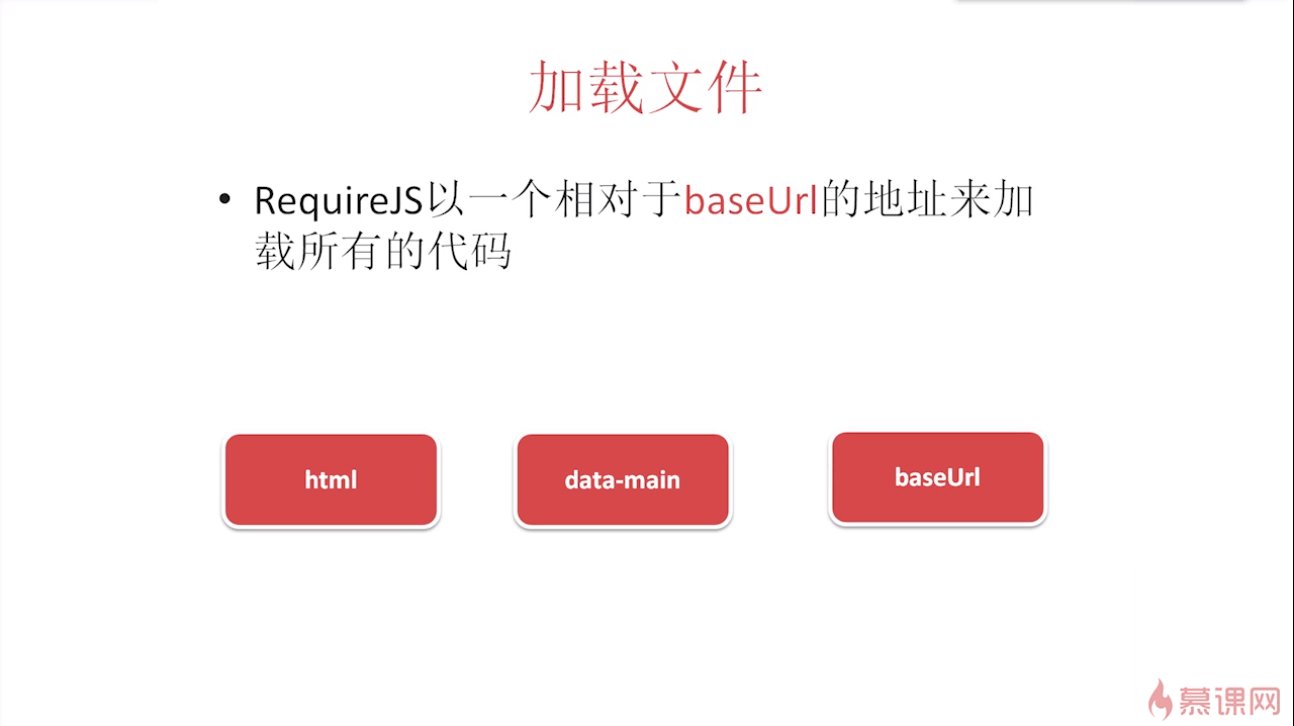 加载文件
• RequireJS以一个相对于baseUrl的地址来加
载所有的代码
html
data-main
baseUrl
慕课网